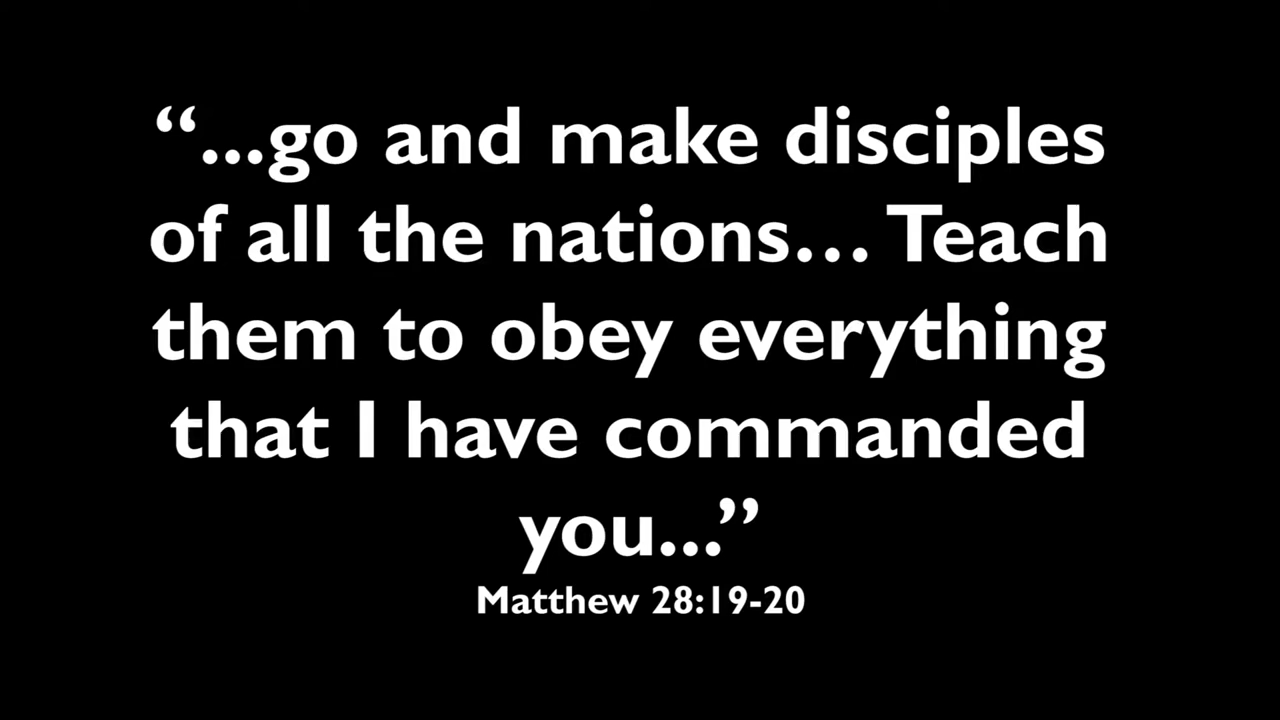 “...go and make disciples
of all the nations… Teach
them to obey everything
that I have commanded
you...”
Matthew 28:19-20